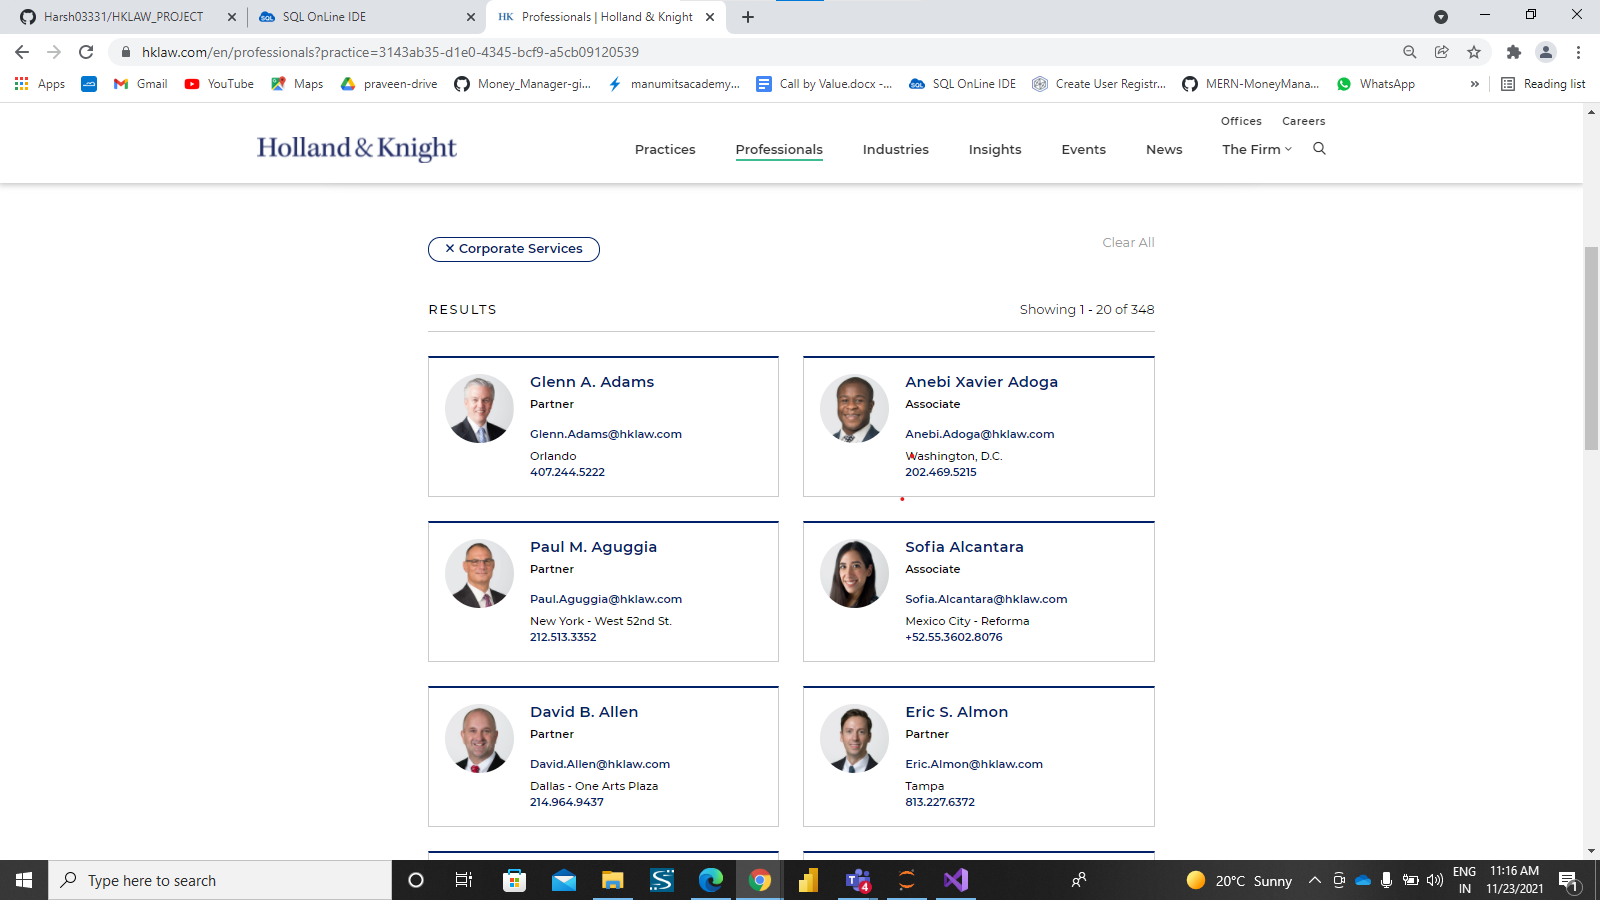 Harsh03331/HKLAW_PROJECT
SQL OnLine IDE
HK Professionals | Holland & Knight
hklaw.com/en/professionals?practice=3143ab35-d1e0-4345-bcf9-a5cb09120539
Apps
Gmail
YouTube
Maps
praveen-drive
Money_Manager-gi...
manumitsacademy...
Call by Value.docx -...
SQL OnLine IDE
Create User Registr...
MERN-MoneyMana...
WhatsApp
»
Reading list
Offices Careers
Holland & Knight
Practices Professionals Industries Insights Events News The Firm
✕ Corporate Services
Clear All
RESULTS
Showing 1 - 20 of 348
Glenn A. Adams
Partner
Glenn.Adams@hklaw.com
Orlando
407.244.5222
Anebi Xavier Adoga
Associate
Anebi.Adoga@hklaw.com
Washington, D.C.
202.469.5215
Paul M. Aguggia
Partner
Paul.Aguggia@hklaw.com
New York - West 52nd St.
212.513.3352
Sofia Alcantara
Associate
Sofia.Alcantara@hklaw.com
Mexico City - Reforma
+52.55.3602.8076
David B. Allen
Partner
David.Allen@hklaw.com
Dallas - One Arts Plaza
214.964.9437
Eric S. Almon
Partner
Eric.Almon@hklaw.com
Tampa
813.227.6372
Type here to search
4
20°C Sunny
ENG
IN
11:16 AM
11/23/2021
1